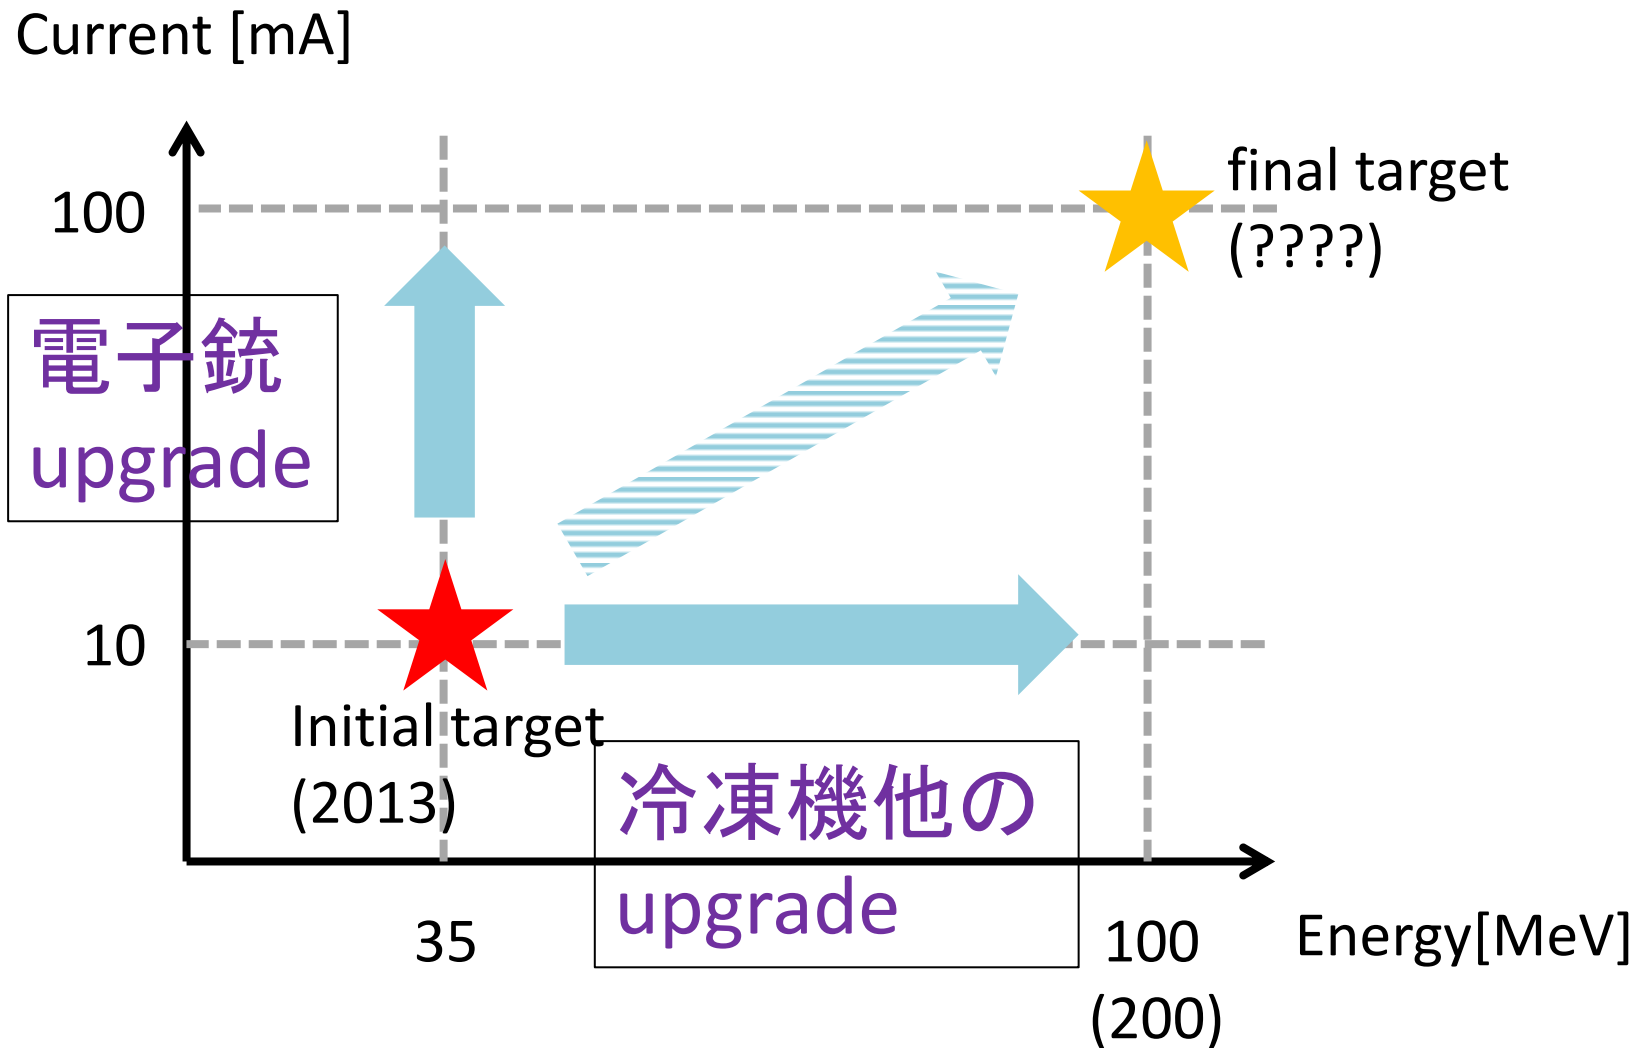 Current [mA]
final target
(????)
100
電子銃
upgrade
10
Initial target
(2013)
冷凍機他の
upgrade
35
100
(200)
Energy[MeV]